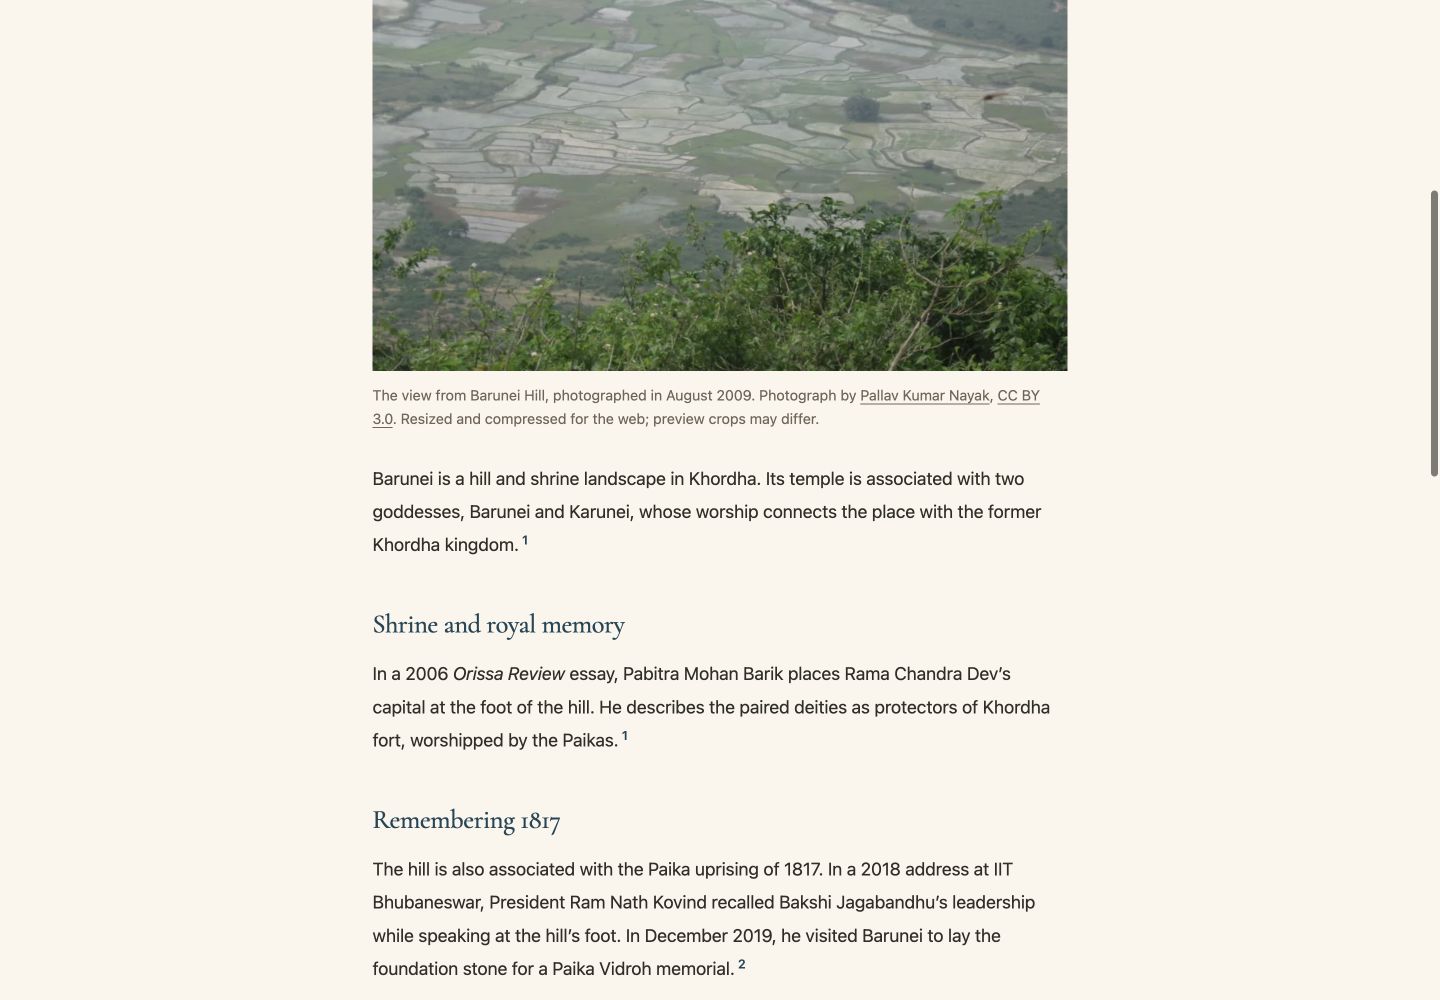 The view from Barunei Hill, photographed in August 2009. Photograph by Pallav Kumar Nayak, CC BY
3.0. Resized and compressed for the web; preview crops may differ.
Barunei is a hill and shrine landscape in Khordha. Its temple is associated with two
goddesses, Barunei and Karunei, whose worship connects the place with the former
Khordha kingdom. 1
Shrine and royal memory
In a 2006 Orissa Review essay, Pabitra Mohan Barik places Rama Chandra Dev’s
capital at the foot of the hill. He describes the paired deities as protectors of Khordha
fort, worshipped by the Paikas. 1
Remembering 1817
The hill is also associated with the Paika uprising of 1817. In a 2018 address at IIT
Bhubaneswar, President Ram Nath Kovind recalled Bakshi Jagabandhu’s leadership
while speaking at the hill’s foot. In December 2019, he visited Barunei to lay the
foundation stone for a Paika Vidroh memorial. 2